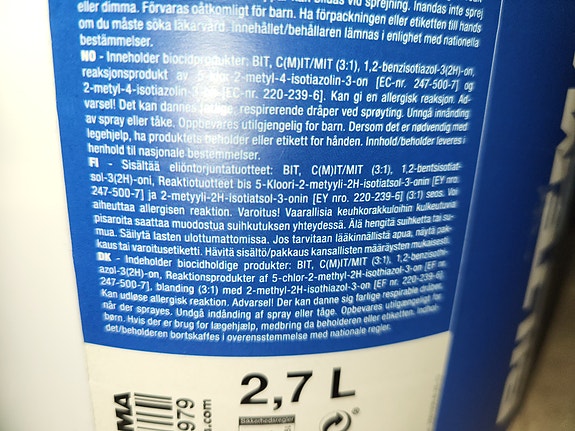 eller dimma. Förvaras oåtkomligt för barn. Ha förpackningen eller etiketten till hands
om du måste söka läkarvård. Innehållet/behållaren lämnas i enlighet med nationella
bestämmelser.
NO - Inneholder biocidprodukter: BIT, C(M)IT/MIT (3:1), 1,2-benzisotiazol-3(2H)-on,
reaksjonsprodukt av 5-klor-2-metyl-4-isotiazolin-3-on [EC-nr. 247-500-7] og
2-metyl-4-isotiazolin-3-on [EC-nr. 220-239-6]. Kan gi en allergisk reaksjon. Ad-
varsel! Det kan dannes farlige, respirerende dråper ved sprøyting. Unngå innånding
av spray eller tåke. Oppbevares utilgjengelig for barn. Dersom det er nødvendig med
legehjelp, ha produktets beholder eller etikett for hånden. Innhold/beholder leveres i
henhold til nasjonale bestemmelser.
FI - Sisältää eliöntorjuntatuotteet: BIT, C(M)IT/MIT (3:1), 1,2-bentsisotiat-
sol-3(2H)-oni, Reaktiotuotteet bis 5-Kloori-2-metyyli-2H-isotiatsol-3-onin [EY nro.
247-500-7] ja 2-metyyli-2H-isotiatsol-3-onin [EY nro. 220-239-6] (3:1) seos. Voi
aiheuttaa allergisen reaktion. Varoitus! Vaarallisia keuhkorakkuloihin kulkeutuvia
pisaroita saattaa muodostua suihkutuksen yhteydessä. Älä hengitä suihketta tai su-
mua. Säilytä lasten ulottumattomissa. Jos tarvitaan lääkinnällistä apua, näytä pak-
kaus tai varoitusetiketti. Hävitä sisältö/pakkaus kansallisten määräysten mukaisesti.
DK - Indeholder biocidholdige produkter: BIT, C(M)IT/MIT (3:1), 1,2-benzisothi-
azol-3(2H)-on, Reaktionsprodukter af 5-chlor-2-methyl-2H-isothiazol-3-on [EF nr.
247-500-7], blanding (3:1) med 2-methyl-2H-isothiazol-3-on [EF nr. 220-239-6].
Kan udløse allergisk reaktion. Advarsel! Der kan danne sig farlige respirable dråber,
når der sprayes. Undgå indånding af spray eller tåge. Opbevares utilgængeligt for
børn. Hvis der er brug for lægehjælp, medbring da beholderen eller etiketten. Indhol-
det/beholderen bortskaffes i overensstemmelse med nationale regler.
2,7 L
Säkerhetsregler